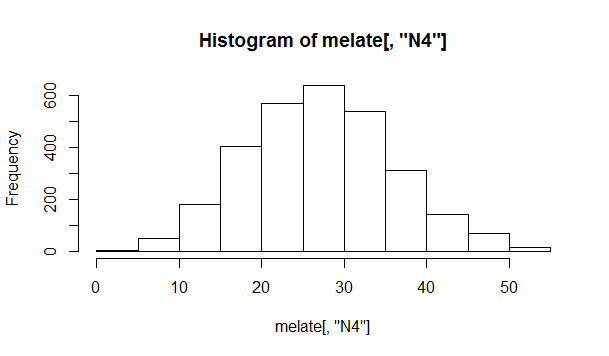 Histogram of melate[, "N4"]
Frequency
600
400
200
0
0 10 20 30 40 50
melate[, "N4"]